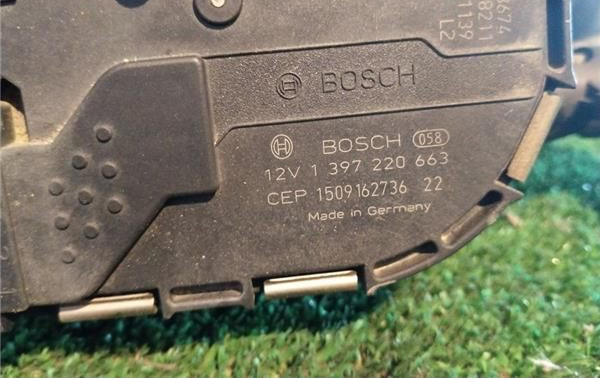 BOSCH
BOSCH 058
12V 1 397 220 663
CEP 1509162736 22
Made in Germany
L2